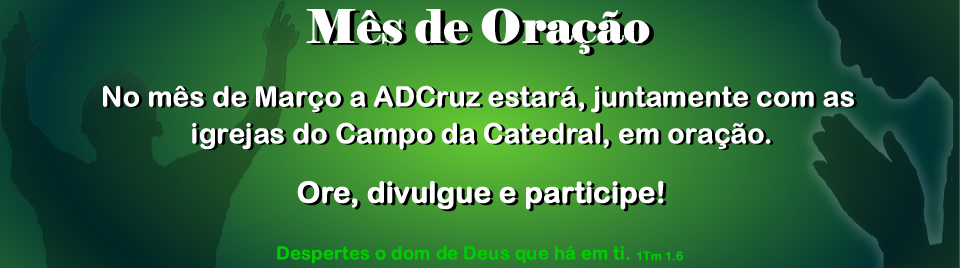 Mês de Oração
No mês de Março a ADCruz estará, juntamente com as
igrejas do Campo da Catedral, em oração.
Ore, divulgue e participe!
Despertes o dom de Deus que há em ti. 1Tm 1.6